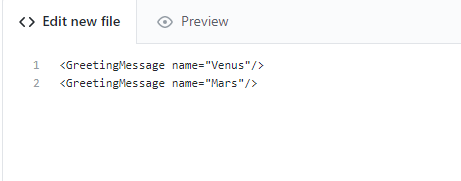 <> Edit new file
Preview
1 <GreetingMessage name="Venus"/>
2 <GreetingMessage name="Mars"/>